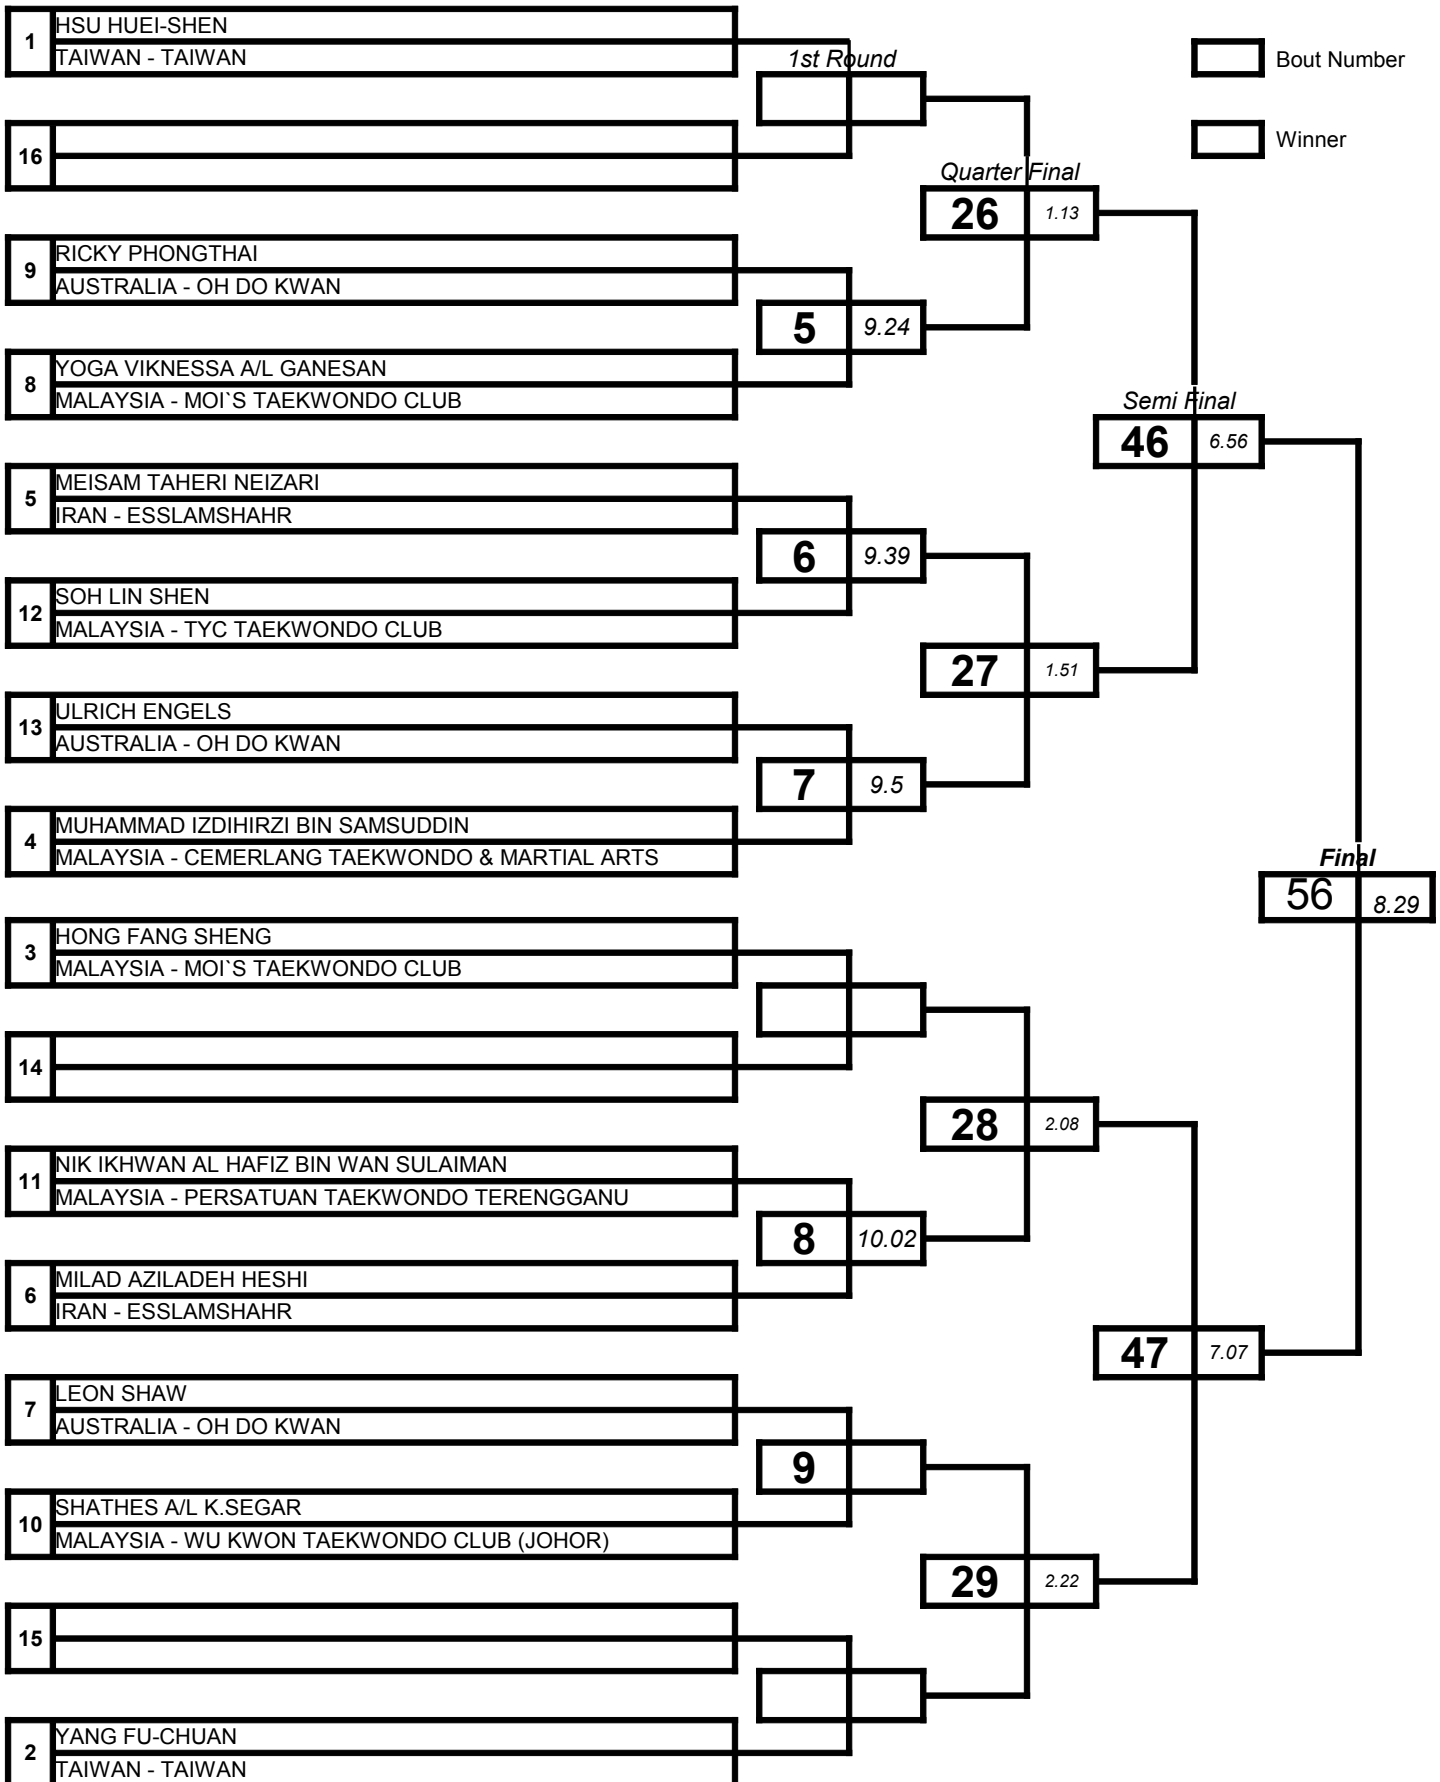 1
HSU HUEI-SHEN
TAIWAN - TAIWAN
1st Round
Bout Number
16
Winner
Quarter Final
26 1.13
9
RICKY PHONGTHAI
AUSTRALIA - OH DO KWAN
5 9.24
8
YOGA VIKNESSA A/L GANESAN
MALAYSIA - MOI`S TAEKWONDO CLUB
Semi Final
46 6.56
5
MEISAM TAHERI NEIZARI
IRAN - ESSLAMSHAHR
6 9.39
12
SOH LIN SHEN
MALAYSIA - TYC TAEKWONDO CLUB
27 1.51
13
ULRICH ENGELS
AUSTRALIA - OH DO KWAN
7 9.5
4
MUHAMMAD IZDIHIRZI BIN SAMSUDDIN
MALAYSIA - CEMERLANG TAEKWONDO & MARTIAL ARTS
Final
56 8.29
3
HONG FANG SHENG
MALAYSIA - MOI`S TAEKWONDO CLUB
14
28 2.08
11
NIK IKHWAN AL HAFIZ BIN WAN SULAIMAN
MALAYSIA - PERSATUAN TAEKWONDO TERENGGANU
8 10.02
6
MILAD AZILADEH HESHI
IRAN - ESSLAMSHAHR
47 7.07
7
LEON SHAW
AUSTRALIA - OH DO KWAN
9
10
SHATHES A/L K.SEGAR
MALAYSIA - WU KWON TAEKWONDO CLUB (JOHOR)
29 2.22
15
2
YANG FU-CHUAN
TAIWAN - TAIWAN